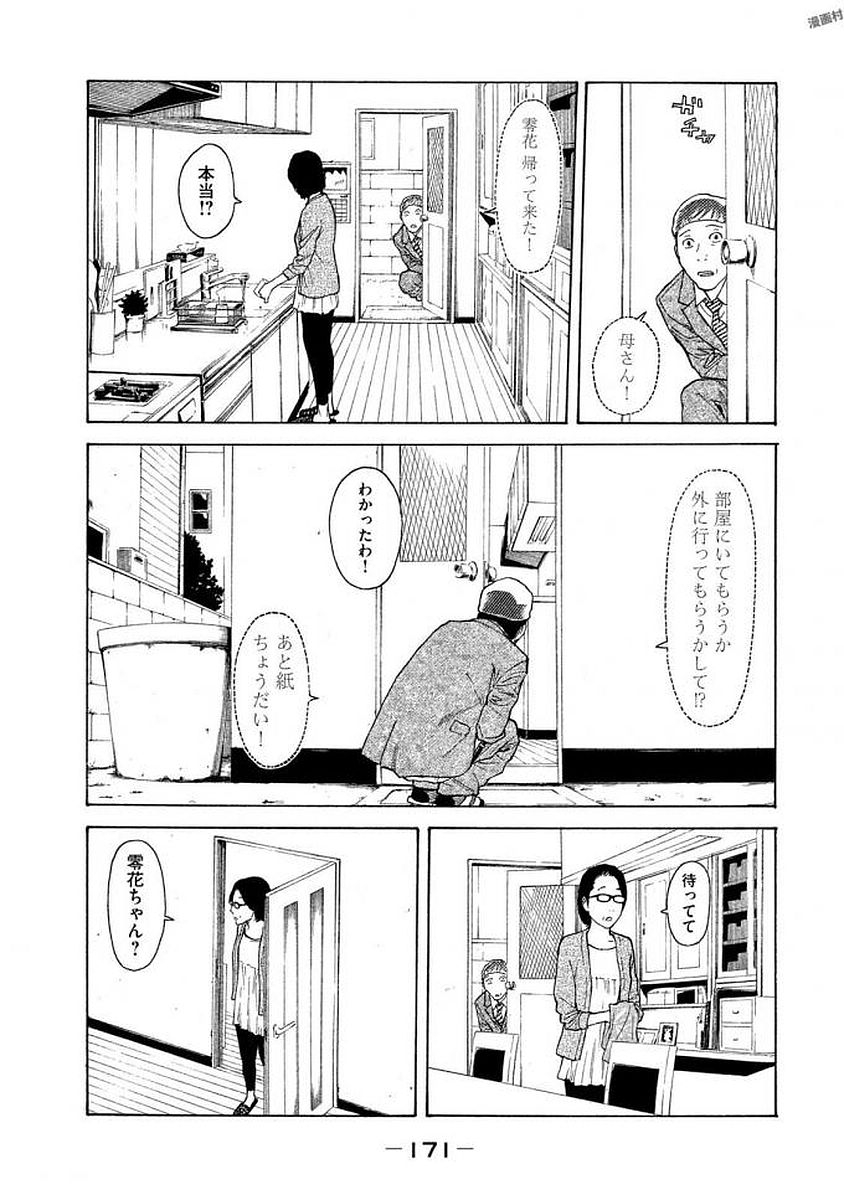 漫画村
ガチャッ
母さん!
零花 帰って来た!
本当!?
部屋にいてもらうか
外に行ってもらうかして!?
わかったわ!
あと紙
ちょうだい!
待ってて
零花ちゃん?
-171-